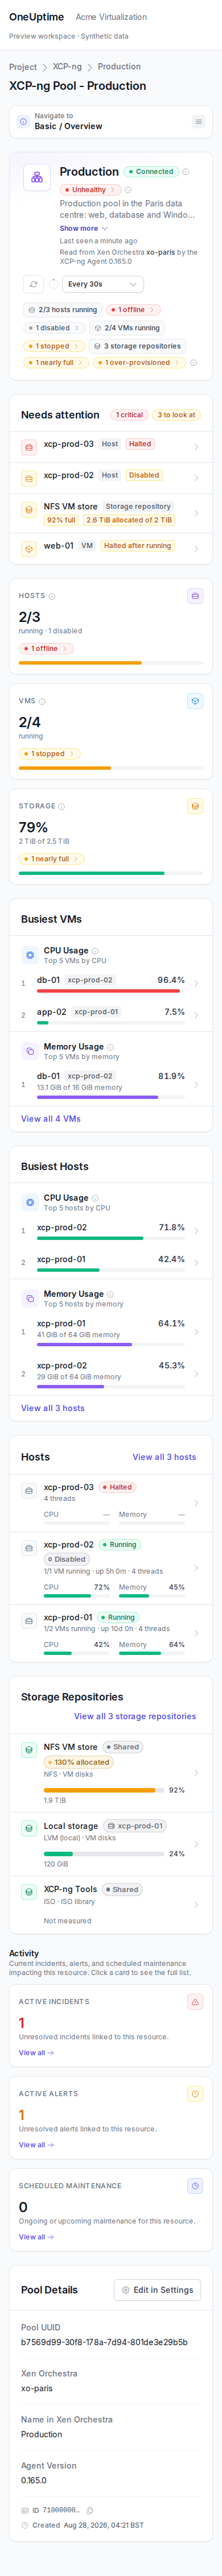 OneUptime Acme Virtualization
Preview workspace · Synthetic data
Project > XCP-ng > Production
XCP-ng Pool - Production
Navigate to
Basic / Overview
Production Connected
Unhealthy
Production pool in the Paris data
centre: web, database and Windo...
Show more
Last seen a minute ago
Read from Xen Orchestra xo-paris by the
XCP-ng Agent 0.165.0
Every 30s
2/3 hosts running 1 offline
1 disabled 2/4 VMs running
1 stopped 3 storage repositories
1 nearly full 1 over-provisioned
Needs attention 1 critical 3 to look at
xcp-prod-03 Host Halted
xcp-prod-02 Host Disabled
NFS VM store Storage repository
92% full 2.6 TiB allocated of 2 TiB
web-01 VM Halted after running
HOSTS
2/3
running · 1 disabled
1 offline
VMS
2/4
running
1 stopped
STORAGE
79%
2 TiB of 2.5 TiB
1 nearly full
Busiest VMs
CPU Usage
Top 5 VMs by CPU
1 db-01 xcp-prod-02 96.4%
2 app-02 xcp-prod-01 7.5%
Memory Usage
Top 5 VMs by memory
1 db-01 xcp-prod-02 81.9%
13.1 GiB of 16 GiB memory
View all 4 VMs
Busiest Hosts
CPU Usage
Top 5 hosts by CPU
1 xcp-prod-02 71.8%
2 xcp-prod-01 42.4%
Memory Usage
Top 5 hosts by memory
1 xcp-prod-01 64.1%
41 GiB of 64 GiB memory
2 xcp-prod-02 45.3%
29 GiB of 64 GiB memory
View all 3 hosts
Hosts View all 3 hosts
xcp-prod-03 Halted
4 threads
CPU — Memory —
xcp-prod-02 Running
Disabled
1/1 VM running · up 5h 0m · 4 threads
CPU 72% Memory 45%
xcp-prod-01 Running
1/2 VMs running · up 10d 0h · 4 threads
CPU 42% Memory 64%
Storage Repositories
View all 3 storage repositories
NFS VM store Shared
130% allocated
NFS · VM disks
92%
1.9 TiB
Local storage xcp-prod-01
LVM (local) · VM disks
24%
120 GiB
XCP-ng Tools Shared
ISO · ISO library
Not measured
Activity
Current incidents, alerts, and scheduled maintenance
impacting this resource. Click a card to see the full list.
ACTIVE INCIDENTS
1
Unresolved incidents linked to this resource.
View all →
ACTIVE ALERTS
1
Unresolved alerts linked to this resource.
View all →
SCHEDULED MAINTENANCE
0
Ongoing or upcoming maintenance for this resource.
View all →
Pool Details Edit in Settings
Pool UUID
b7569d99-30f8-178a-7d94-801de3e29b5b
Xen Orchestra
xo-paris
Name in Xen Orchestra
Production
Agent Version
0.165.0
ID 71000000…
Created Aug 28, 2026, 04:21 BST